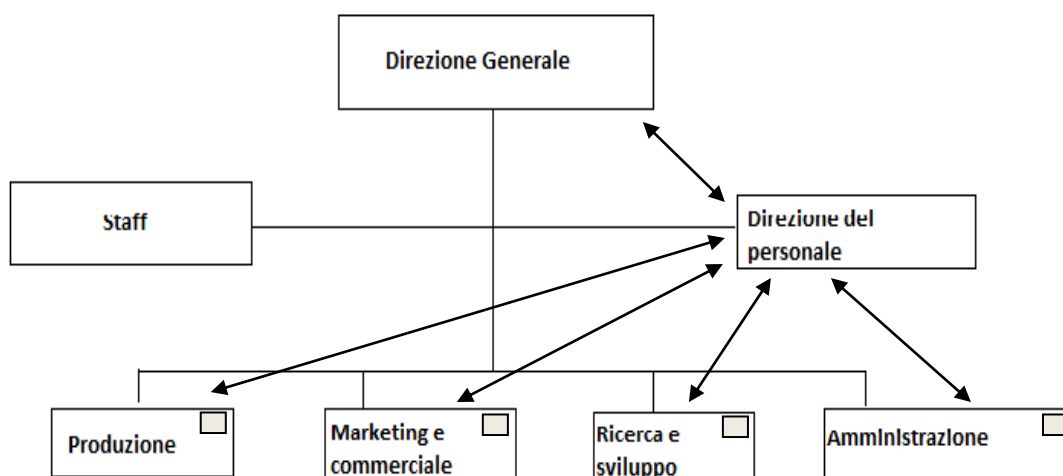 Direzione Generale
Staff
Direzione del
personale
Produzione
Marketing e
commerciale
Ricerca e
sviluppo
Amministrazione